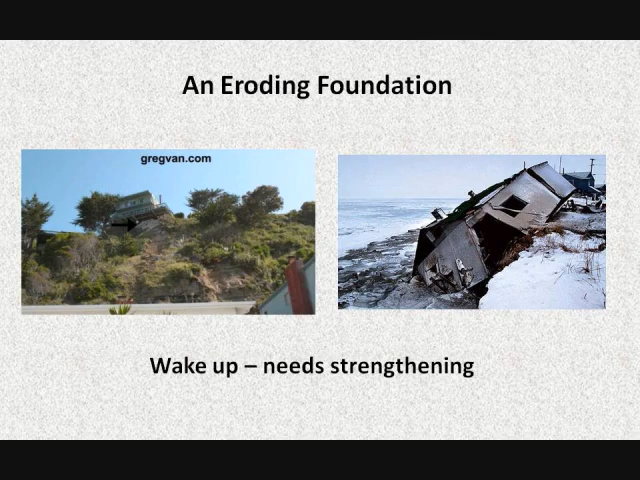 An Eroding Foundation
gregvan.com
Wake up – needs strengthening